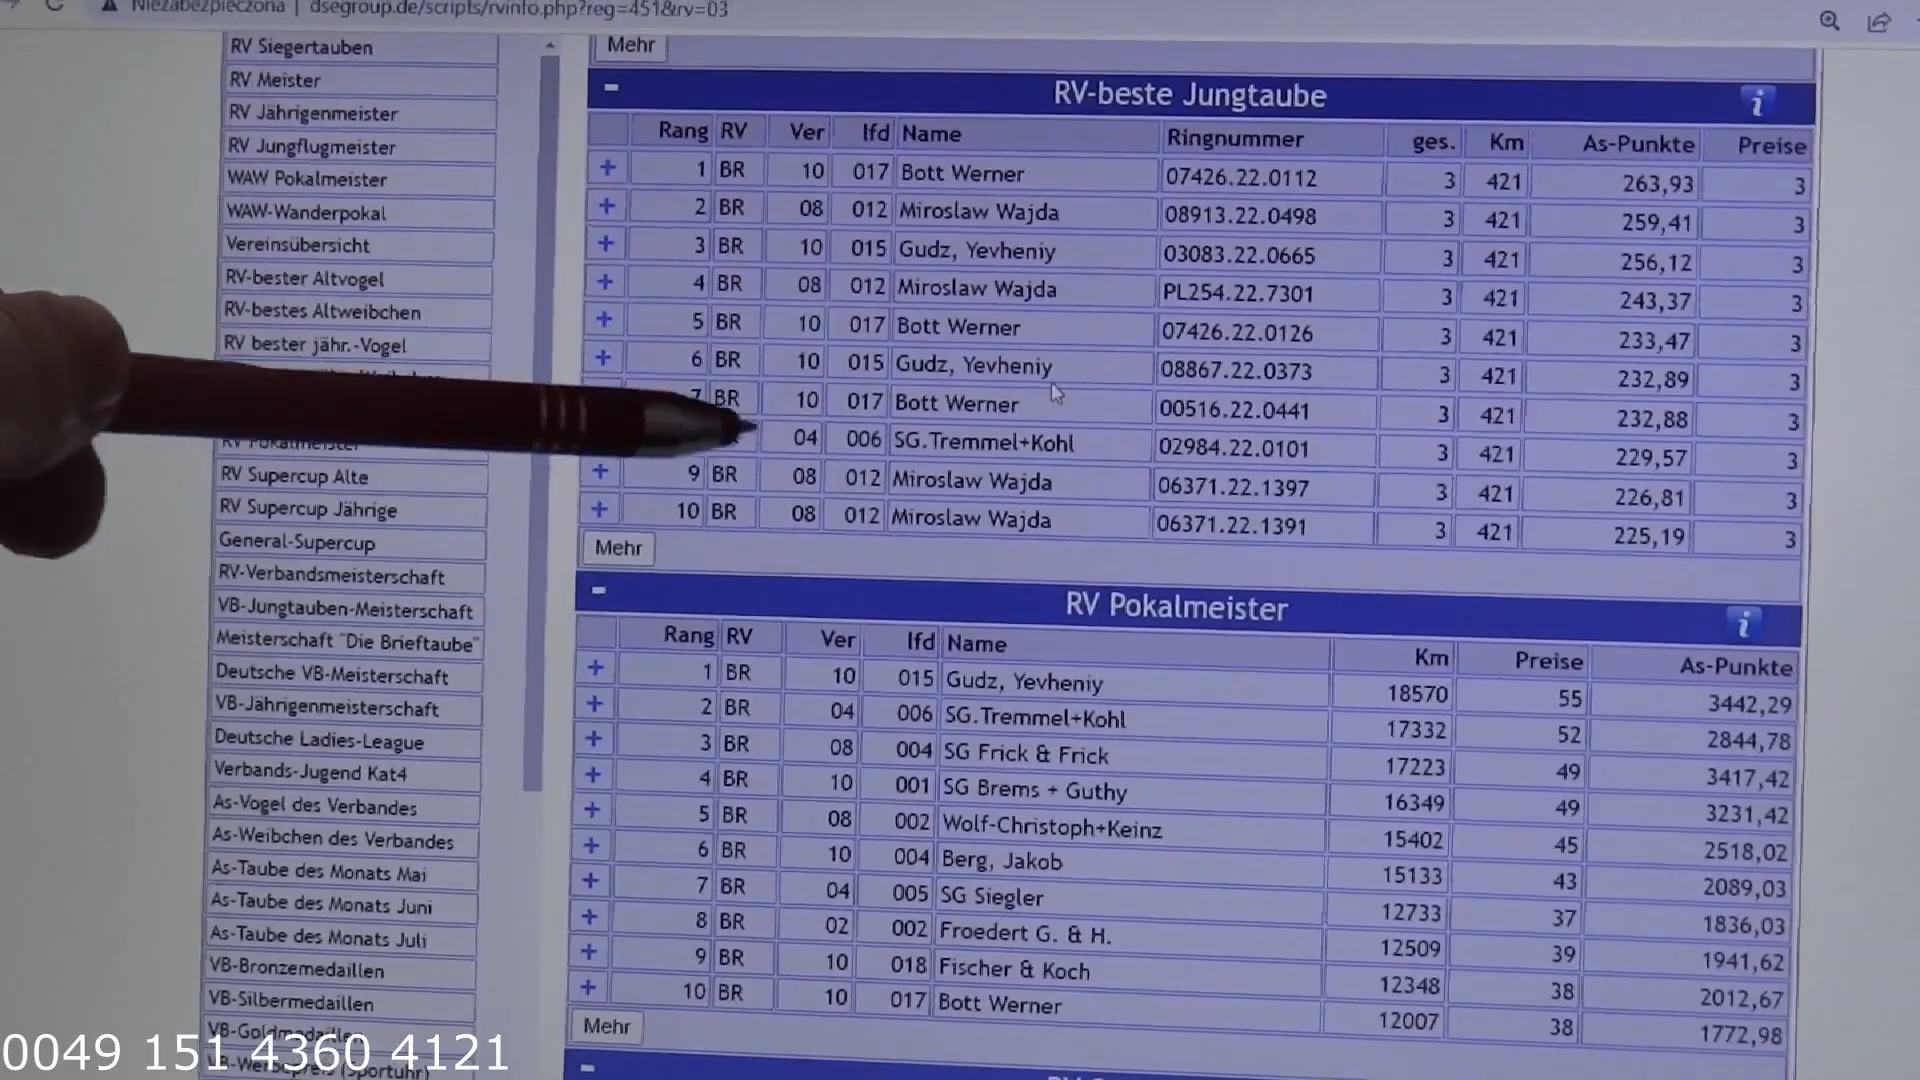 Niezabezpieczona | dsegroup.de/scripts/rvinfo.php?reg=451&rv=03
RV Siegertauben
RV Meister
RV Jährigenmeister
RV Jungflugmeister
WAW Pokalmeister
WAW-Wanderpokal
Vereinsübersicht
RV-bester Altvogel
RV-bestes Altweibchen
RV bester jähr.-Vogel
RV Pokalmeister
RV Supercup Alte
RV Supercup Jährige
General-Supercup
RV-Verbandsmeisterschaft
VB-Jungtauben-Meisterschaft
Meisterschaft "Die Brieftaube"
Deutsche VB-Meisterschaft
VB-Jährigenmeisterschaft
Deutsche Ladies-League
Verbands-Jugend Kat4
As-Vogel des Verbandes
As-Weibchen des Verbandes
As-Taube des Monats Mai
As-Taube des Monats Juni
As-Taube des Monats Juli
VB-Bronzemedaillen
VB-Silbermedaillen
VB-Goldmedaillen
(Sportuhr)
Mehr
- RV-beste Jungtaube i
Rang RV Ver lfd Name Ringnummer ges. Km As-Punkte Preise
+ 1 BR 10 017 Bott Werner 07426.22.0112 3 421 263,93 3
+ 2 BR 08 012 Miroslaw Wajda 08913.22.0498 3 421 259,41 3
+ 3 BR 10 015 Gudz, Yevheniy 03083.22.0665 3 421 256,12 3
+ 4 BR 08 012 Miroslaw Wajda PL254.22.7301 3 421 243,37 3
+ 5 BR 10 017 Bott Werner 07426.22.0126 3 421 233,47 3
+ 6 BR 10 015 Gudz, Yevheniy 08867.22.0373 3 421 232,89 3
7 BR 10 017 Bott Werner 00516.22.0441 3 421 232,88 3
04 006 SG.Tremmel+Kohl 02984.22.0101 3 421 229,57 3
+ 9 BR 08 012 Miroslaw Wajda 06371.22.1397 3 421 226,81 3
+ 10 BR 08 012 Miroslaw Wajda 06371.22.1391 3 421 225,19 3
Mehr
- RV Pokalmeister i
Rang RV Ver lfd Name Km Preise As-Punkte
+ 1 BR 10 015 Gudz, Yevheniy 18570 55 3442,29
+ 2 BR 04 006 SG.Tremmel+Kohl 17332 52 2844,78
+ 3 BR 08 004 SG Frick & Frick 17223 49 3417,42
+ 4 BR 10 001 SG Brems + Guthy 16349 49 3231,42
+ 5 BR 08 002 Wolf-Christoph+Keinz 15402 45 2518,02
+ 6 BR 10 004 Berg, Jakob 15133 43 2089,03
+ 7 BR 04 005 SG Siegler 12733 37 1836,03
+ 8 BR 02 002 Froedert G. & H. 12509 39 1941,62
+ 9 BR 10 018 Fischer & Koch 12348 38 2012,67
+ 10 BR 10 017 Bott Werner 12007 38 1772,98
Mehr
-
0049 151 4360 4121